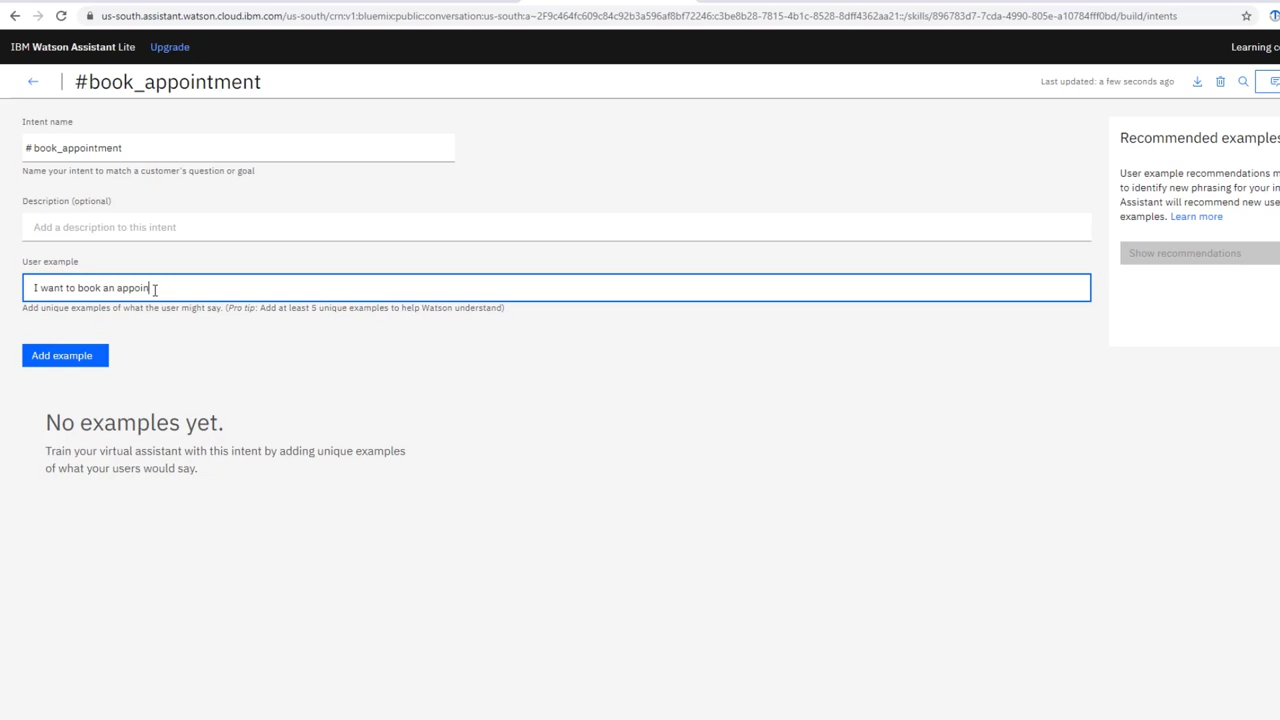 us-south.assistant.watson.cloud.ibm.com/us-south/crn:v1:bluemix:public:conversation:us-south:a~2F9c464fc609c84c92b3a596af8bf72246:c3be8b28-7815-4b1c-8528-8dff4362aa21::/skills/896783d7-7cda-4990-805e-a10784fff0bd/build/intents
IBM Watson Assistant Lite Upgrade Learning c
#book_appointment Last updated: a few seconds ago
Intent name
# book_appointment
Name your intent to match a customer's question or goal
Description (optional)
Add a description to this intent
User example
I want to book an appoin
Add unique examples of what the user might say. (Pro tip: Add at least 5 unique examples to help Watson understand)
Add example
No examples yet.
Train your virtual assistant with this intent by adding unique examples
of what your users would say.
Recommended examples
User example recommendations m
to identify new phrasing for your in
Assistant will recommend new use
examples. Learn more
Show recommendations